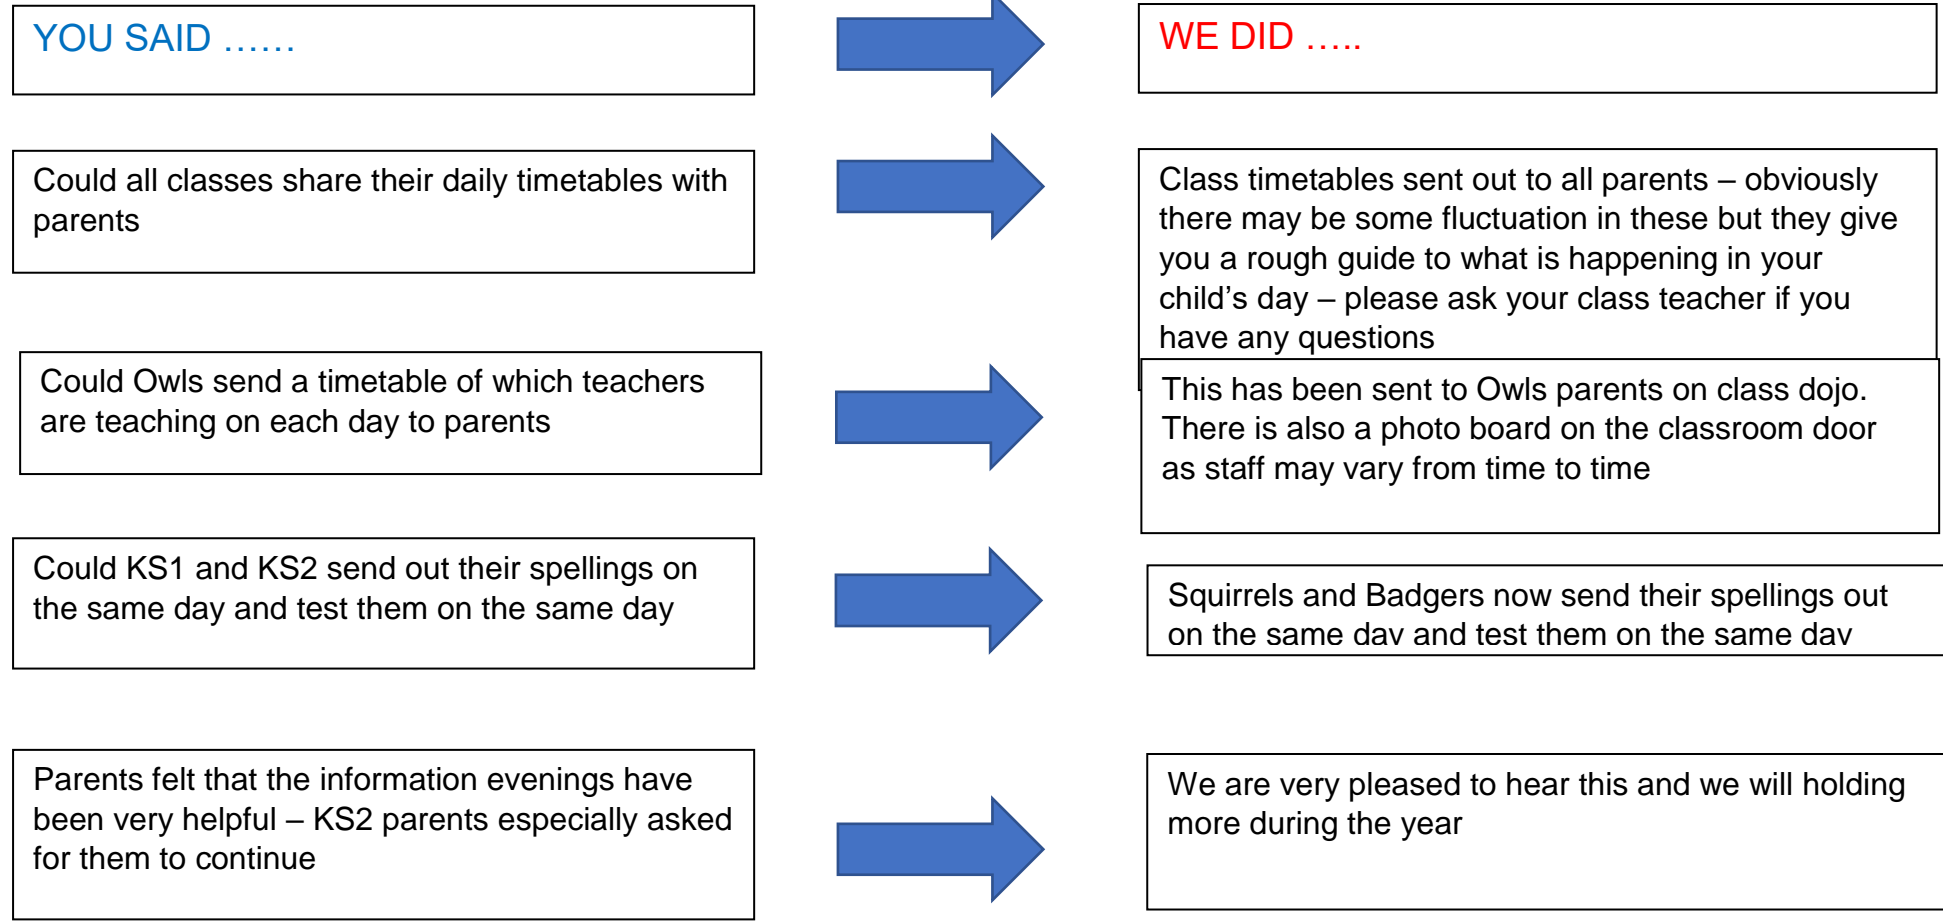 YOU SAID ……
WE DID …..
Could all classes share their daily timetables with
parents
Class timetables sent out to all parents – obviously
there may be some fluctuation in these but they give
you a rough guide to what is happening in your
child’s day – please ask your class teacher if you
have any questions
Could Owls send a timetable of which teachers
are teaching on each day to parents
This has been sent to Owls parents on class dojo.
There is also a photo board on the classroom door
as staff may vary from time to time
Could KS1 and KS2 send out their spellings on
the same day and test them on the same day
Squirrels and Badgers now send their spellings out
on the same day and test them on the same day
Parents felt that the information evenings have
been very helpful – KS2 parents especially asked
for them to continue
We are very pleased to hear this and we will holding
more during the year